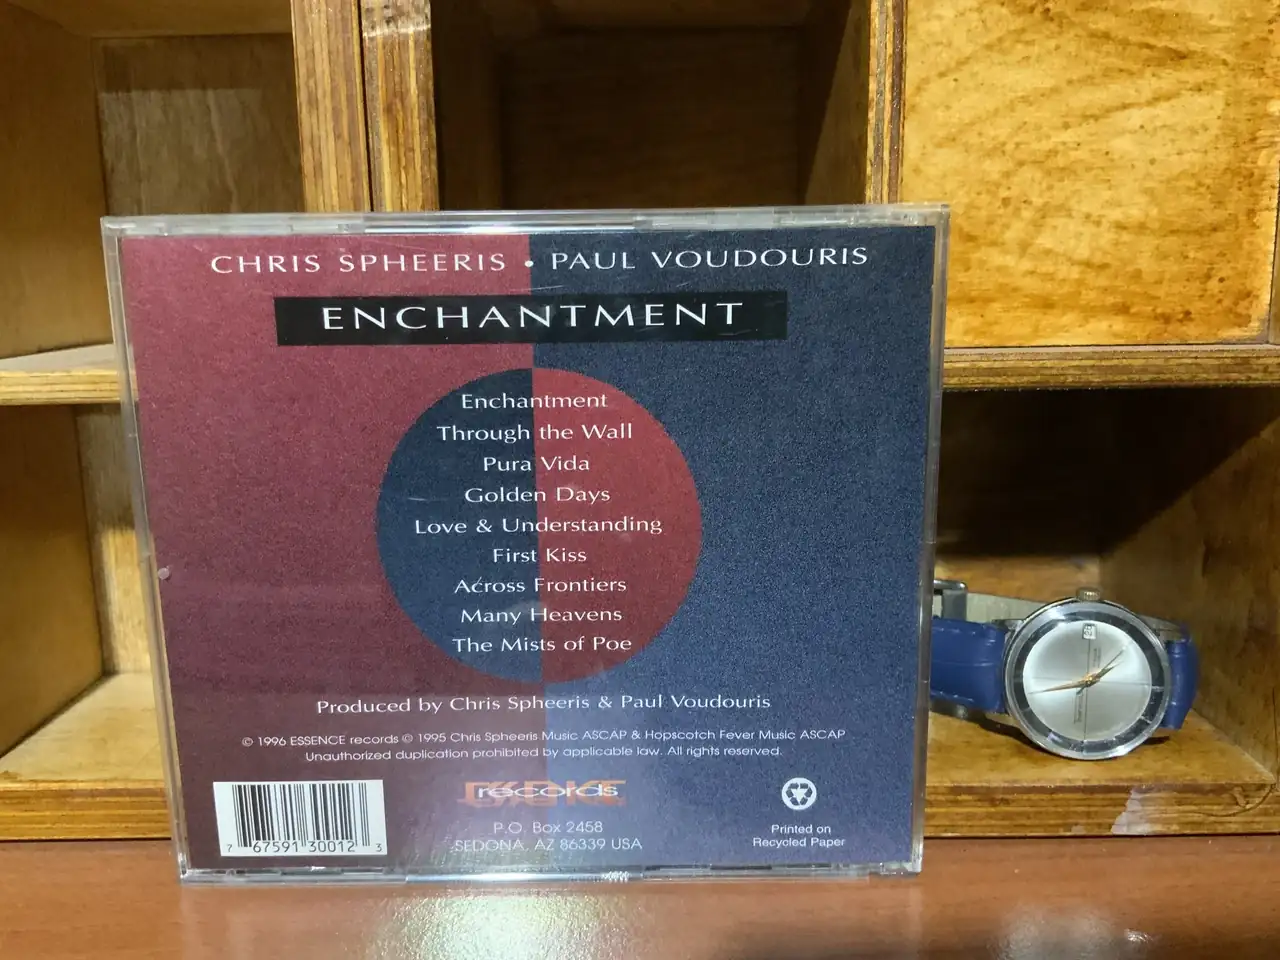 CHRIS SPHEERIS • PAUL VOUDOURIS
ENCHANTMENT
Enchantment
Through the Wall
Pura Vida
Golden Days
Love & Understanding
First Kiss
Across Frontiers
Many Heavens
The Mists of Poe
Produced by Chris Spheeris & Paul Voudouris
© 1996 ESSENCE records © 1995 Chris Spheeris Music ASCAP & Hopscotch Fever Music ASCAP
Unauthorized duplication prohibited by applicable law. All rights reserved.
ESSENCE
records
P.O. Box 2458
SEDONA, AZ 86339 USA
Printed on
Recycled Paper
7 67591 30012 3